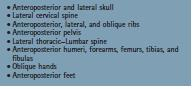 • Anteroposterior and lateral skull
• Lateral cervical spine
• Anteroposterior, lateral, and oblique ribs
• Anteroposterior pelvis
• Lateral thoracic–Lumbar spine
• Anteroposterior humeri, forearms, femurs, tibias, and
fibulas
• Oblique hands
• Anteroposterior feet